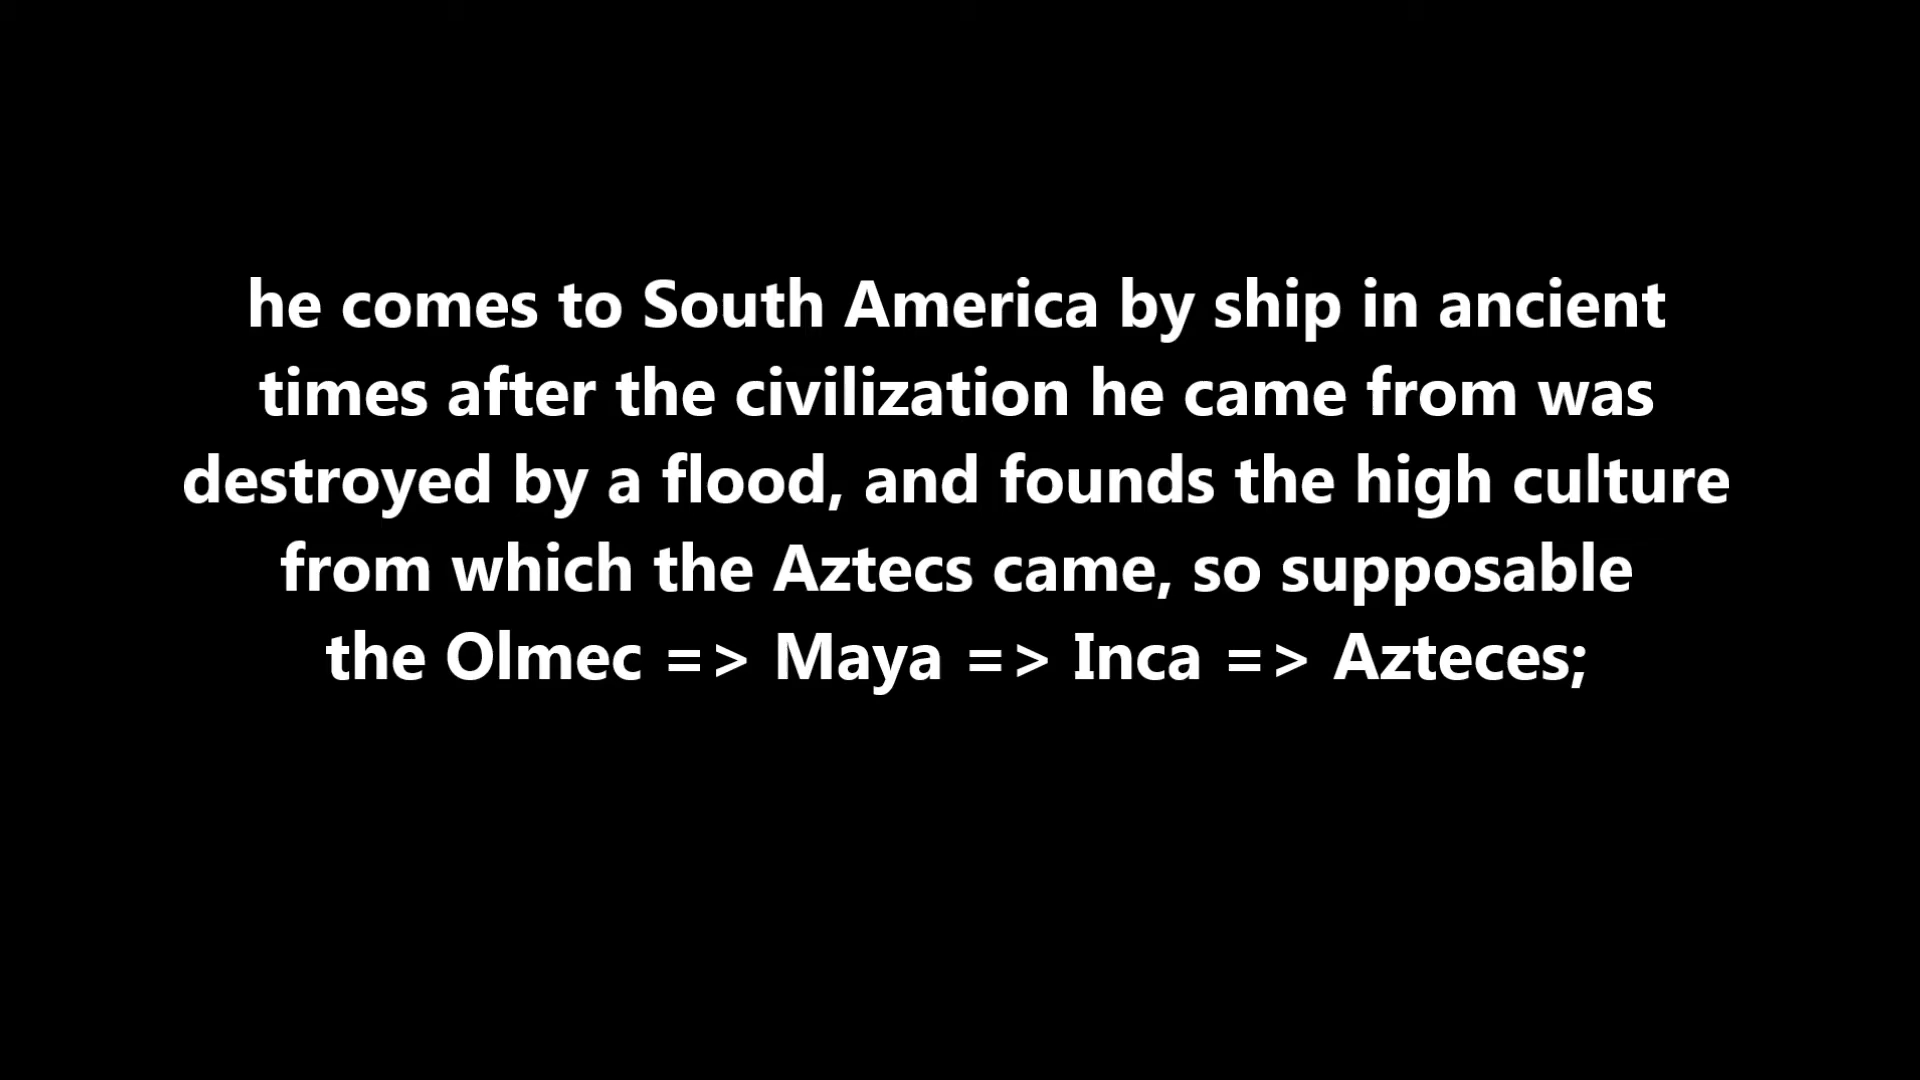 he comes to South America by ship in ancient
times after the civilization he came from was
destroyed by a flood, and founds the high culture
from which the Aztecs came, so supposable
the Olmec => Maya => Inca => Azteces;